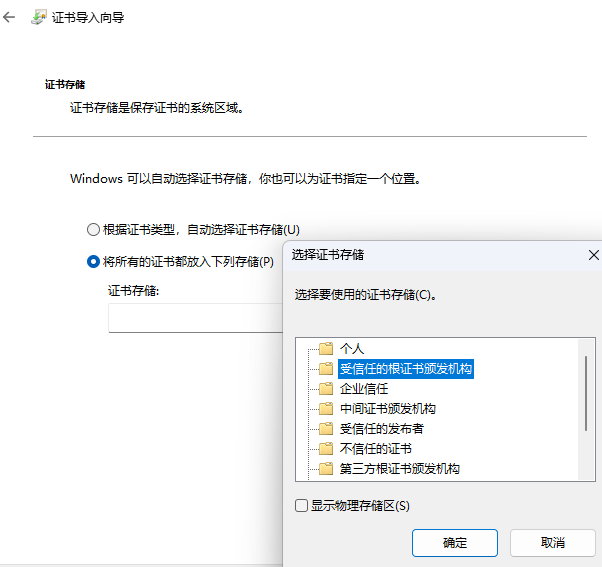 证书导入向导
证书存储
证书存储是保存证书的系统区域。
Windows 可以自动选择证书存储，你也可以为证书指定一个位置。
根据证书类型，自动选择证书存储(U)
将所有的证书都放入下列存储(P)
证书存储:
选择证书存储
选择要使用的证书存储(C)。
个人
受信任的根证书颁发机构
企业信任
中间证书颁发机构
受信任的发布者
不信任的证书
第三方根证书颁发机构
显示物理存储区(S)
确定
取消